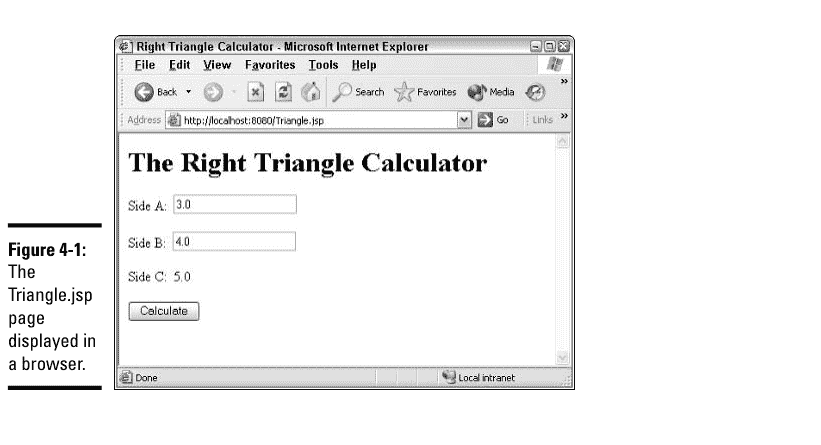 Right Triangle Calculator - Microsoft Internet Explorer
File Edit View Favorites Tools Help
Back Search Favorites Media »
Address http://localhost:8080/Triangle.jsp Go Links »
The Right Triangle Calculator
Side A: 3.0
Side B: 4.0
Side C: 5.0
Calculate
Done Local intranet
Figure 4-1:
The
Triangle.jsp
page
displayed in
a browser.